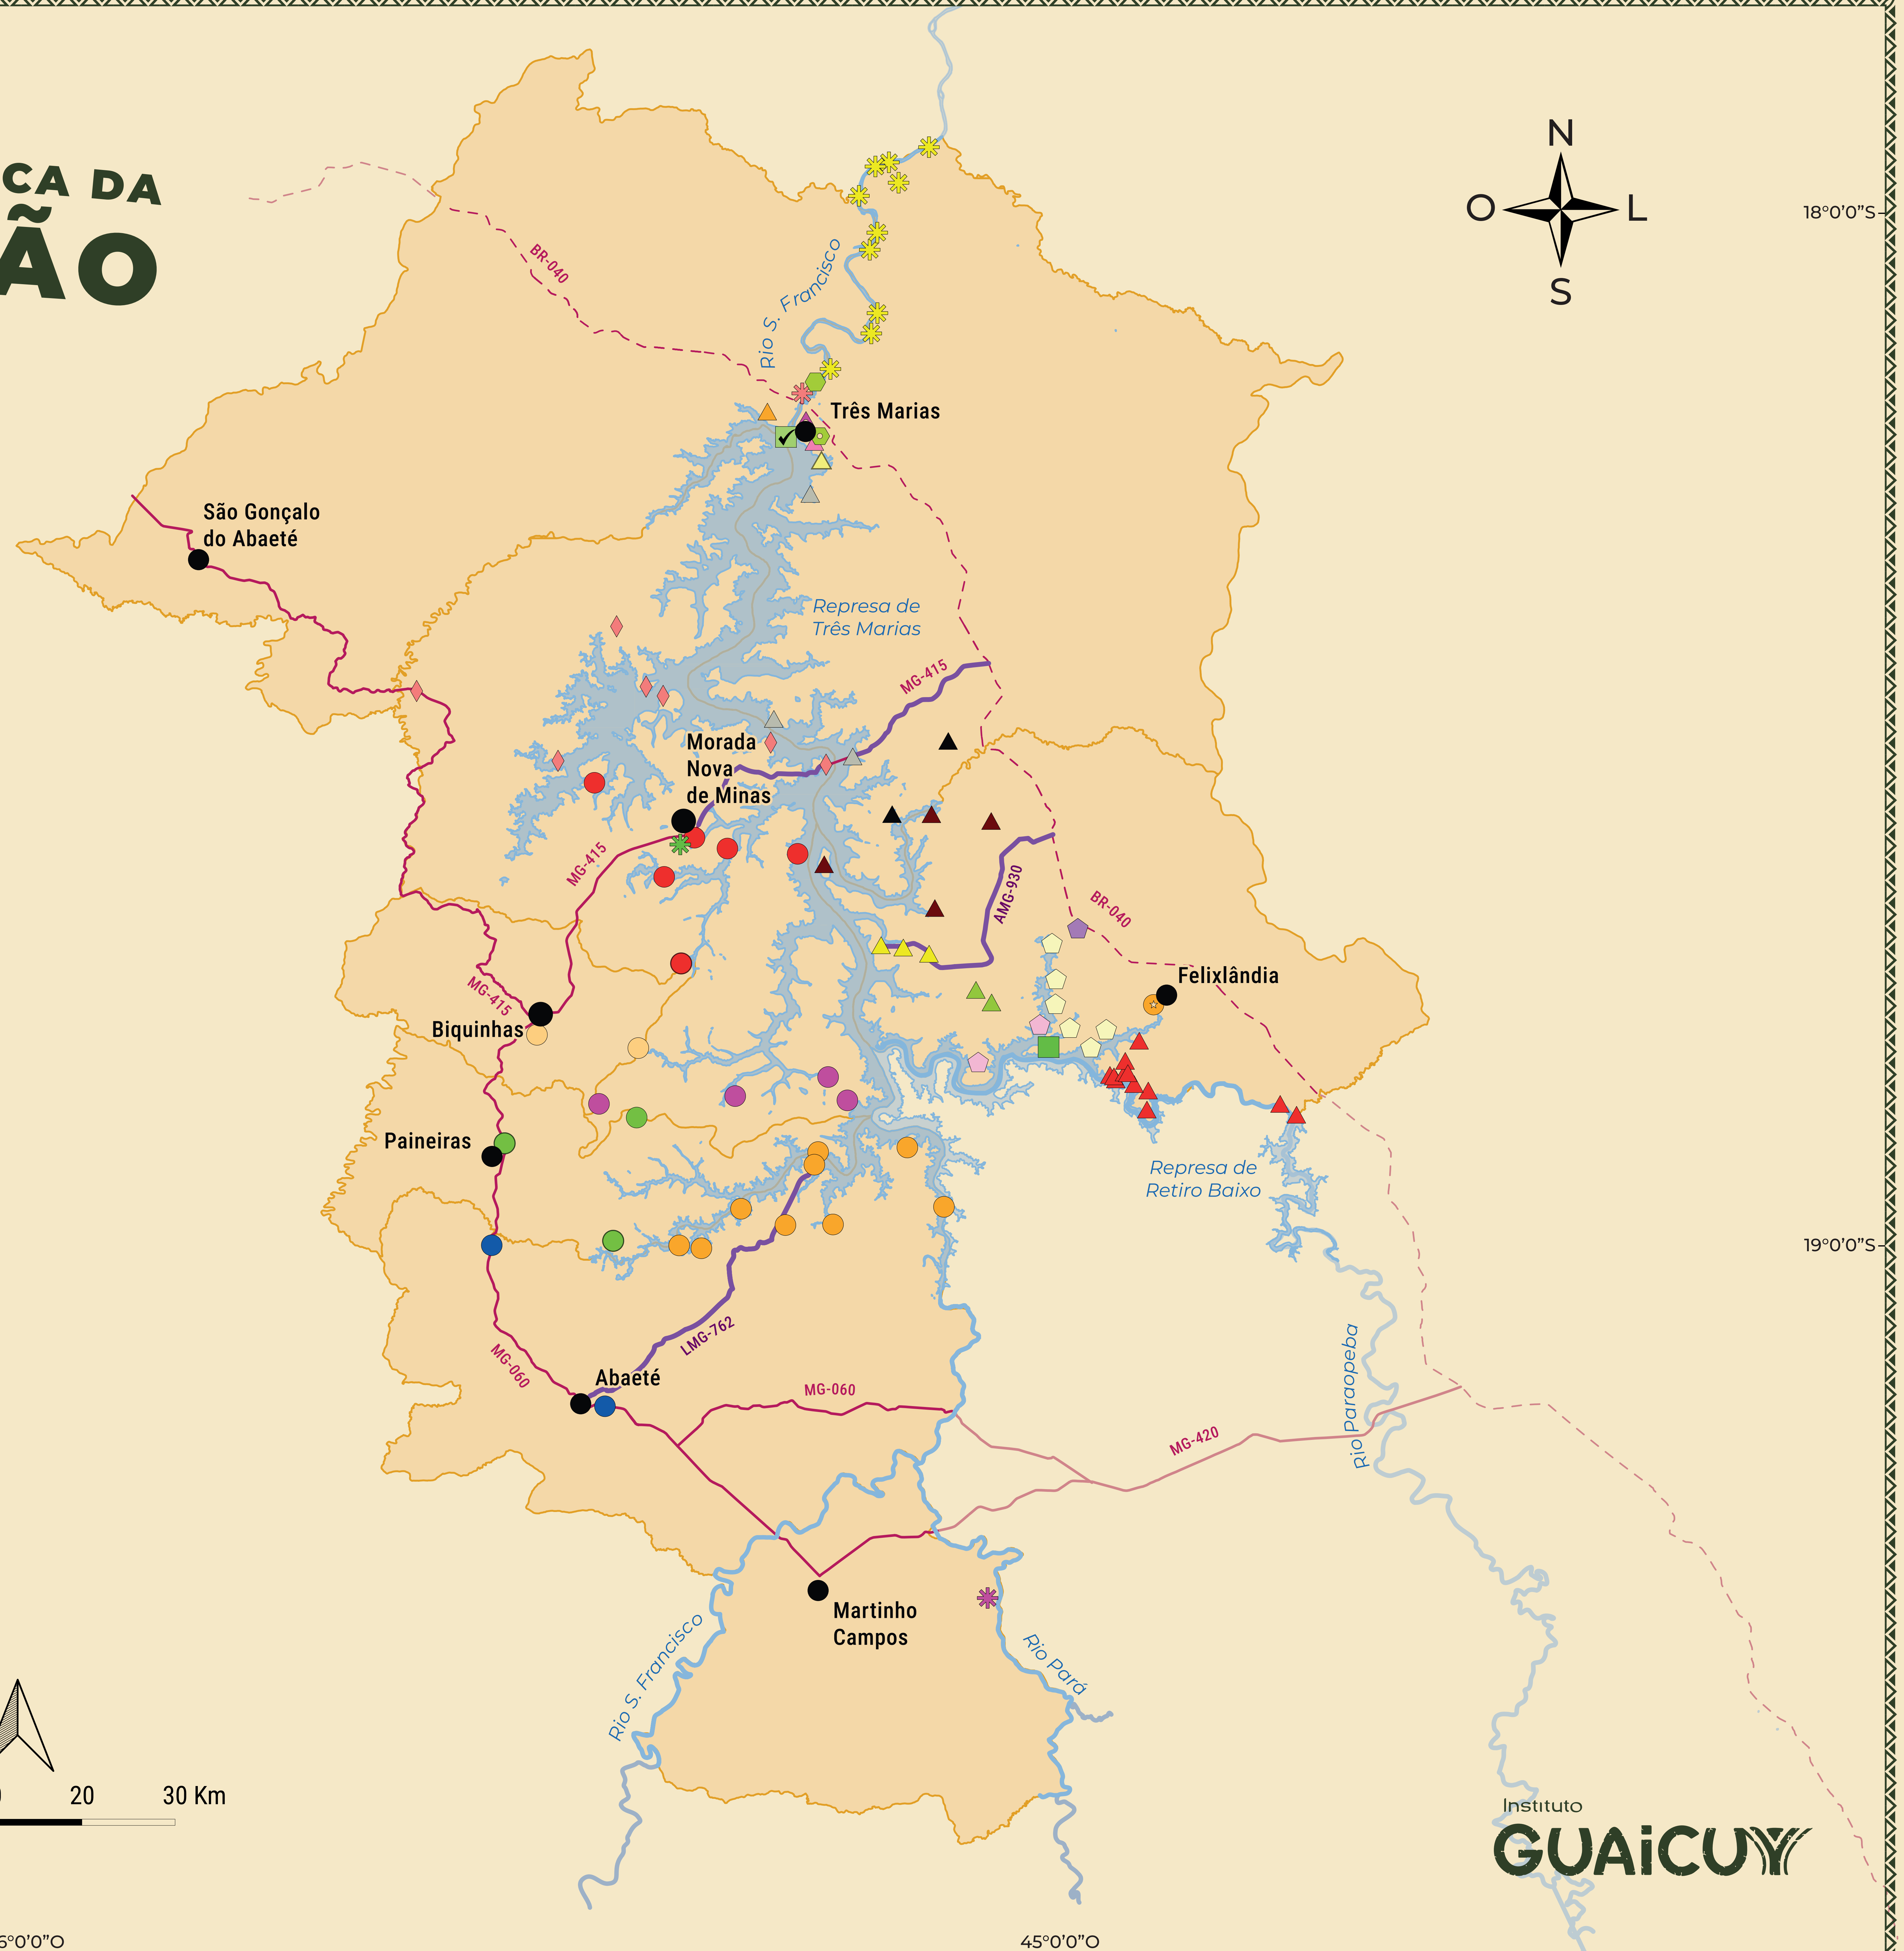 CA DA
ÃO
N
O
L
S
18°0'0"S
BR-040
Rio S. Francisco
Três Marias
São Gonçalo
do Abaeté
Represa de
Três Marias
MG-415
Morada
Nova
de Minas
MG-415
AMG-930
BR-040
Felixlândia
MG-415
Biquinhas
Paineiras
Represa de
Retiro Baixo
19°0'0"S
LMG-762
MG-060
Abaeté
MG-060
MG-420
Rio Paraopeba
Martinho
Campos
Rio S. Francisco
Rio Pará
20
30 Km
Instituto
GUAiCUY
6°0'0"O
45°0'0"O